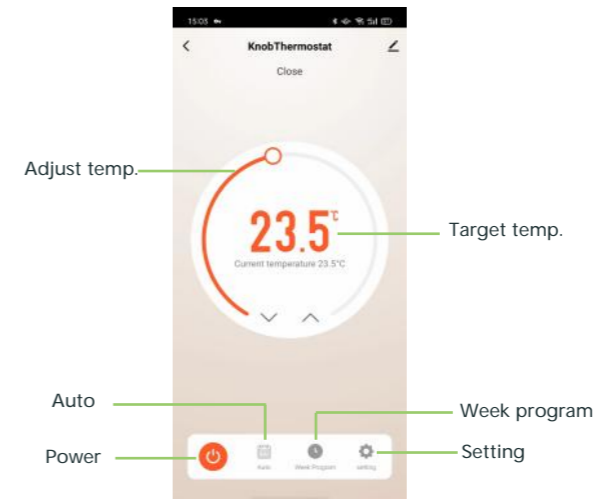 15:03
KnobThermostat
Close
Adjust temp.
23.5℃
Target temp.
Current temperature 23.5°C
Auto
Week program
Power
Setting
Auto
Week Program
setting